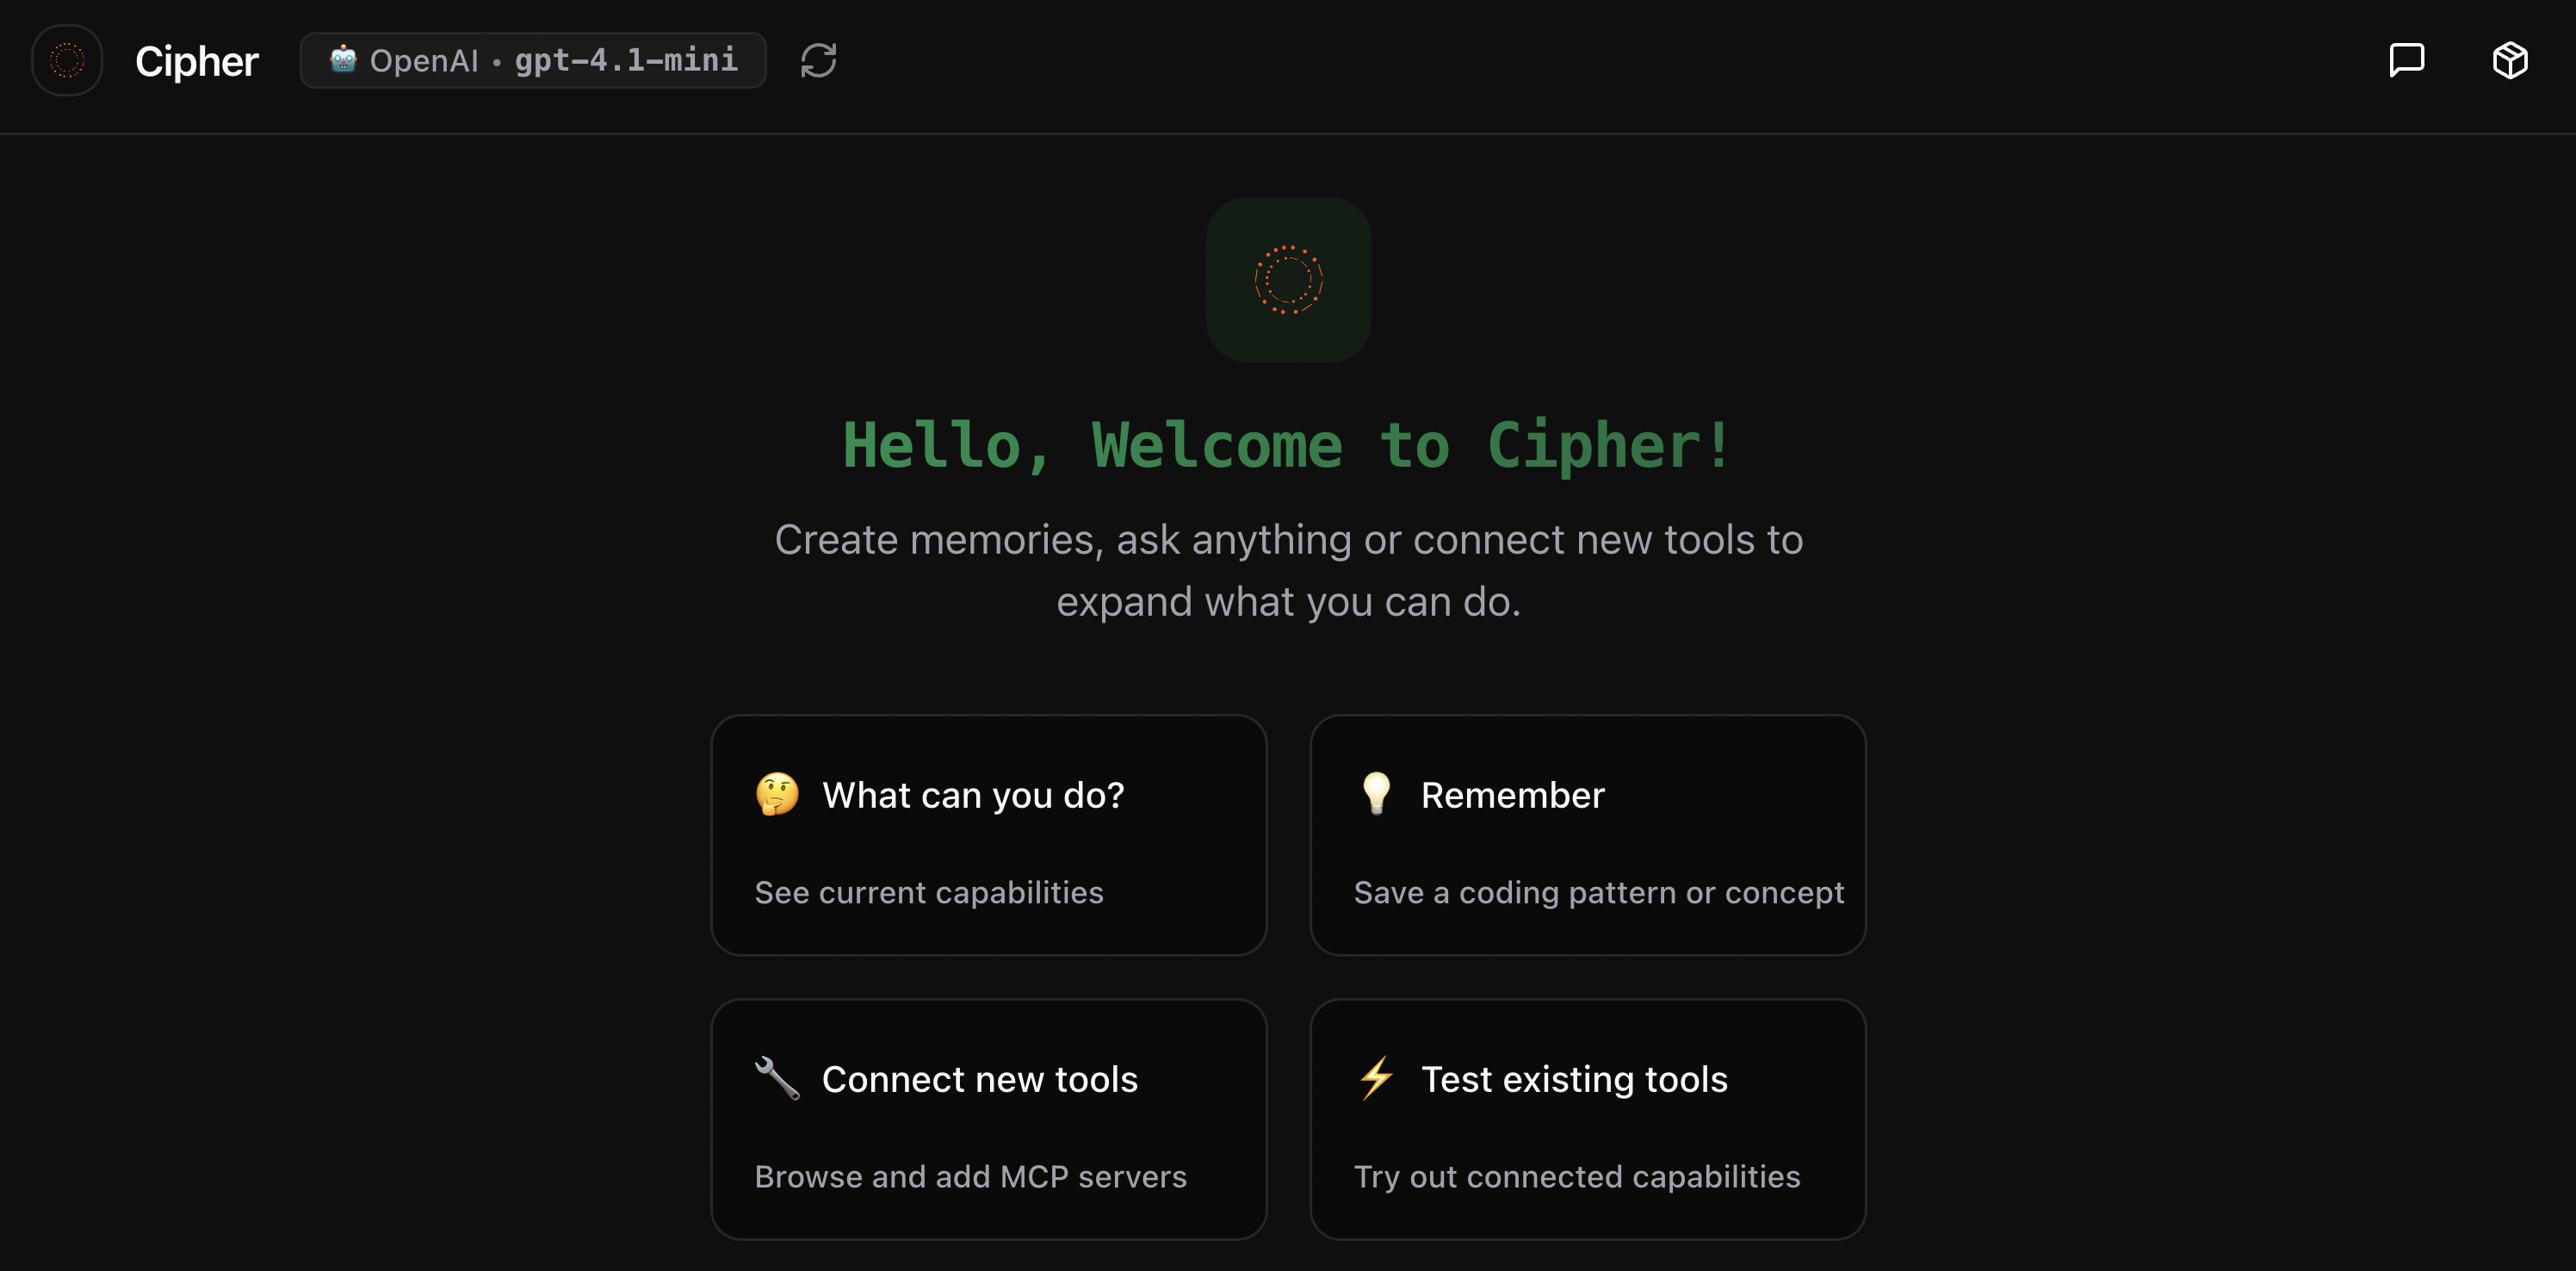 Cipher
OpenAI • gpt-4.1-mini
Hello, Welcome to Cipher!
Create memories, ask anything or connect new tools to
expand what you can do.
What can you do?
See current capabilities
Remember
Save a coding pattern or concept
Connect new tools
Browse and add MCP servers
Test existing tools
Try out connected capabilities